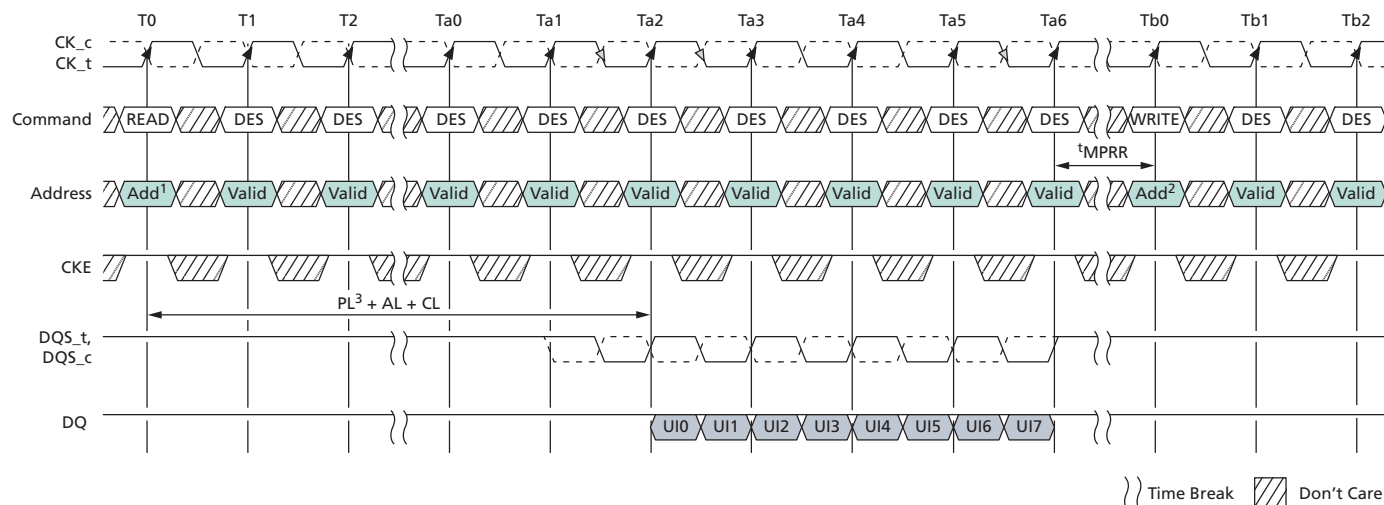 T0 T1 T2 Ta0 Ta1 Ta2 Ta3 Ta4 Ta5 Ta6 Tb0 Tb1 Tb2
CK_c
CK_t
Command READ DES DES DES DES DES DES DES DES DES WRITE DES DES
tMPRR
Address Add1 Valid Valid Valid Valid Valid Valid Valid Valid Valid Add2 Valid Valid
CKE
PL3 + AL + CL
DQS_t,
DQS_c
DQ UI0 UI1 UI2 UI3 UI4 UI5 UI6 UI7
Time Break Don't Care